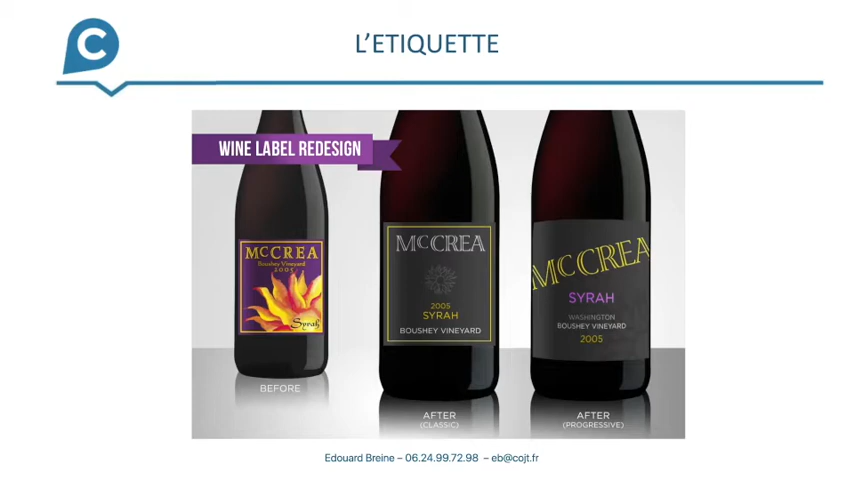 C
L’ETIQUETTE
WINE LABEL REDESIGN
MCCREA
Boushey Vineyard
2005
Syrah
BEFORE
MCCREA
2005
SYRAH
BOUSHEY VINEYARD
AFTER
(CLASSIC)
MCCREA
SYRAH
WASHINGTON
BOUSHEY VINEYARD
2005
AFTER
(PROGRESSIVE)
Edouard Breine – 06.24.99.72.98 – eb@cojt.fr